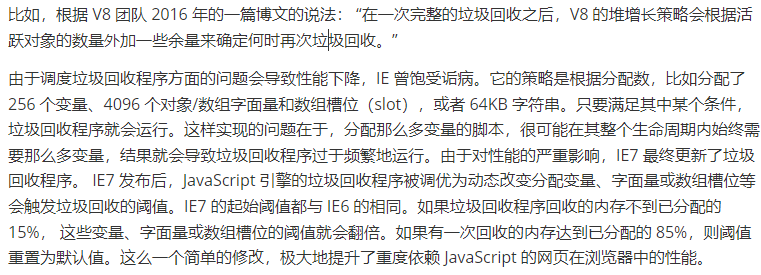 比如，根据 V8 团队 2016 年的一篇博文的说法：“在一次完整的垃圾回收之后，V8 的堆增长策略会根据活
跃对象的数量外加一些余量来确定何时再次垃圾回收。”
由于调度垃圾回收程序方面的问题会导致性能下降，IE 曾饱受诟病。它的策略是根据分配数，比如分配了
256 个变量、4096 个对象/数组字面量和数组槽位（slot），或者 64KB 字符串。只要满足其中某个条件，
垃圾回收程序就会运行。这样实现的问题在于，分配那么多变量的脚本，很可能在其整个生命周期内始终需
要那么多变量，结果就会导致垃圾回收程序过于频繁地运行。由于对性能的严重影响，IE7 最终更新了垃圾
回收程序。 IE7 发布后，JavaScript 引擎的垃圾回收程序被调优为动态改变分配变量、字面量或数组槽位等
会触发垃圾回收的阈值。IE7 的起始阈值都与 IE6 的相同。如果垃圾回收程序回收的内存不到已分配的
15%， 这些变量、字面量或数组槽位的阈值就会翻倍。如果有一次回收的内存达到已分配的 85%，则阈值
重置为默认值。这么一个简单的修改，极大地提升了重度依赖 JavaScript 的网页在浏览器中的性能。